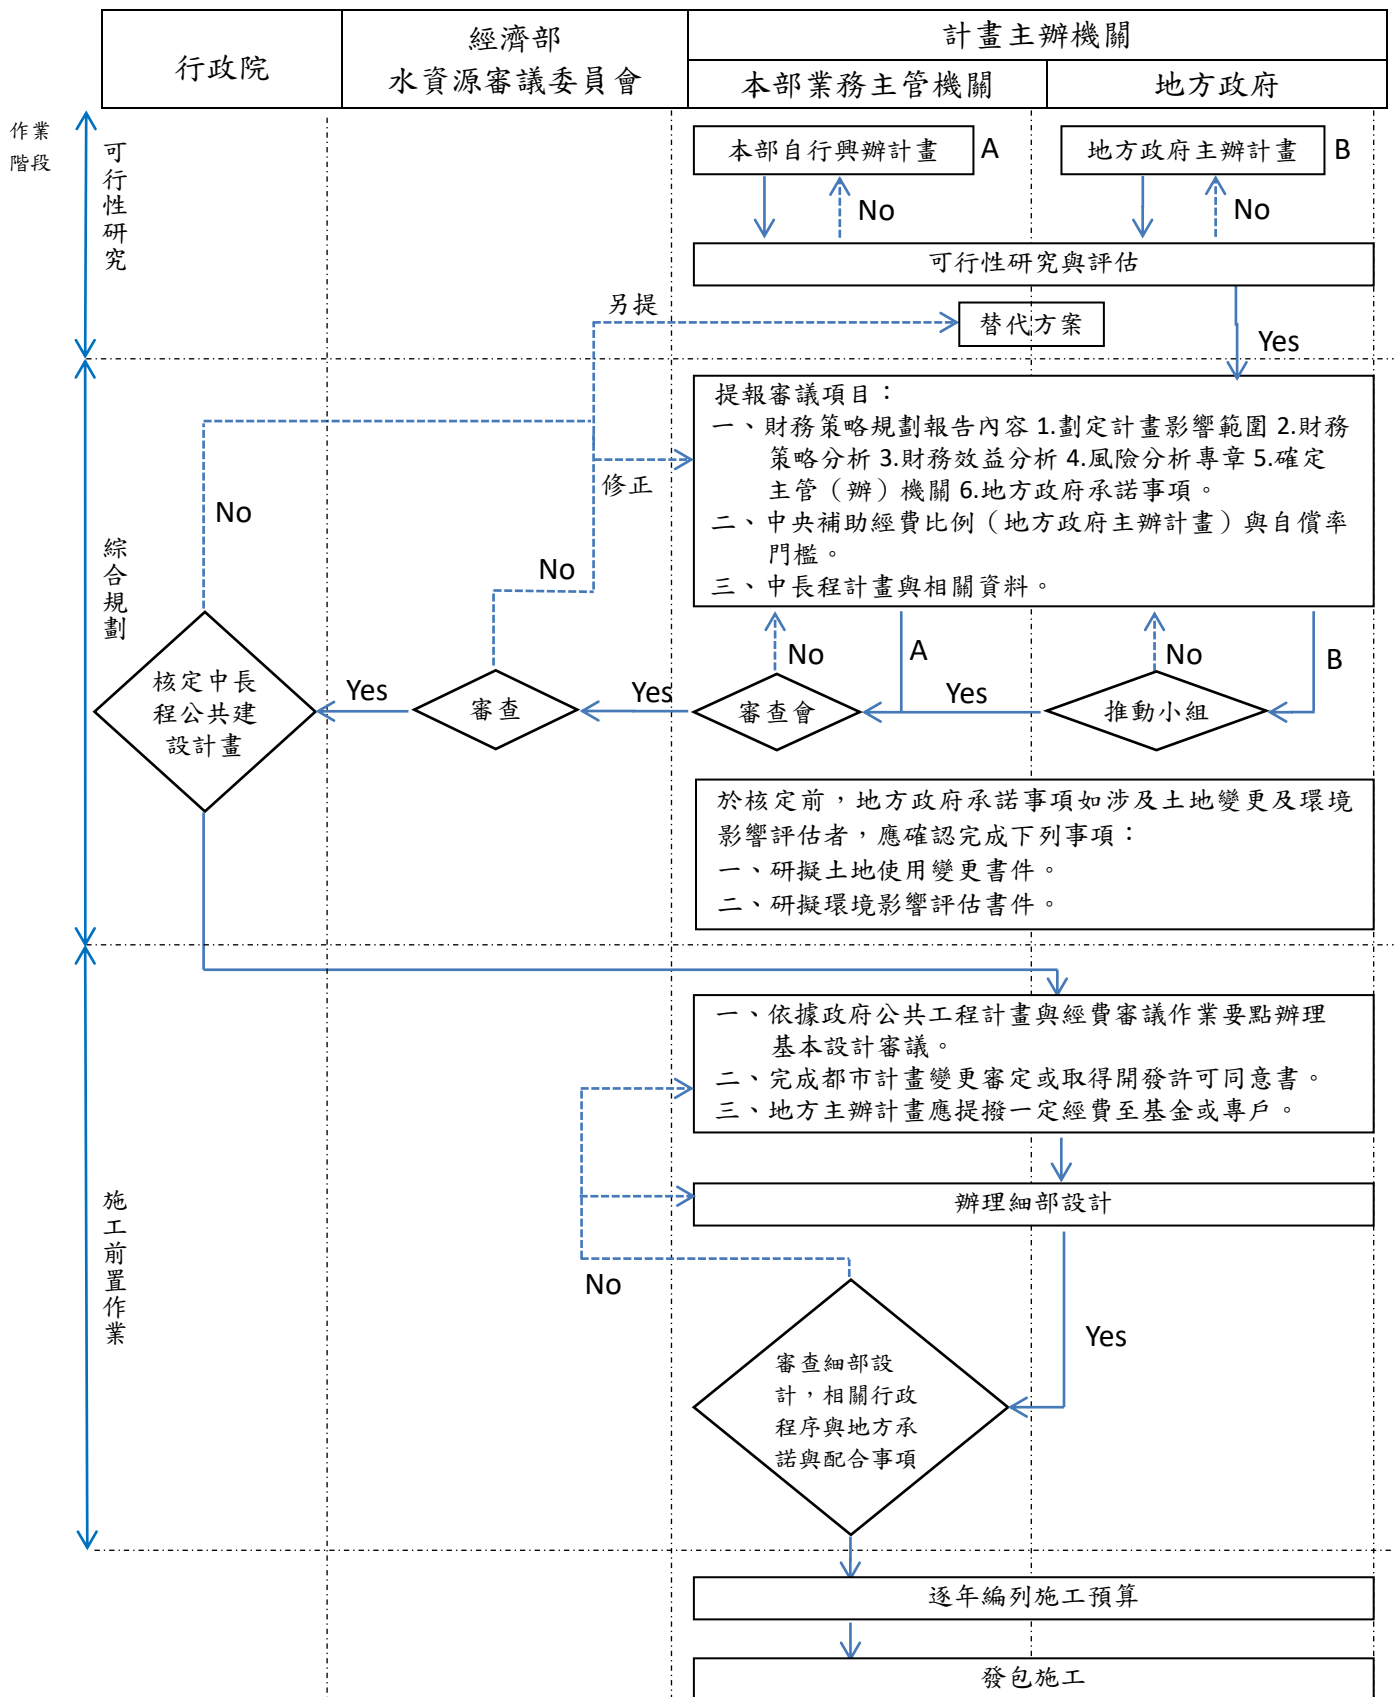 行政院
經濟部
水資源審議委員會
計畫主辦機關
本部業務主管機關
地方政府
作業
階段
可行性研究
本部自行興辦計畫
A
地方政府主辦計畫
B
No
No
可行性研究與評估
另提
替代方案
Yes
綜合規劃
提報審議項目：
一、財務策略規劃報告內容 1.劃定計畫影響範圍 2.財務
策略分析 3.財務效益分析 4.風險分析專章 5.確定
主管（辦）機關 6.地方政府承諾事項。
二、中央補助經費比例（地方政府主辦計畫）與自償率
門檻。
三、中長程計畫與相關資料。
修正
No
No
No
A
No
B
核定中長
程公共建
設計畫
Yes
審查
Yes
審查會
Yes
推動小組
於核定前，地方政府承諾事項如涉及土地變更及環境
影響評估者，應確認完成下列事項：
一、研擬土地使用變更書件。
二、研擬環境影響評估書件。
施工前置作業
一、依據政府公共工程計畫與經費審議作業要點辦理
基本設計審議。
二、完成都市計畫變更審定或取得開發許可同意書。
三、地方主辦計畫應提撥一定經費至基金或專戶。
辦理細部設計
No
Yes
審查細部設
計，相關行政
程序與地方承
諾與配合事項
逐年編列施工預算
發包施工